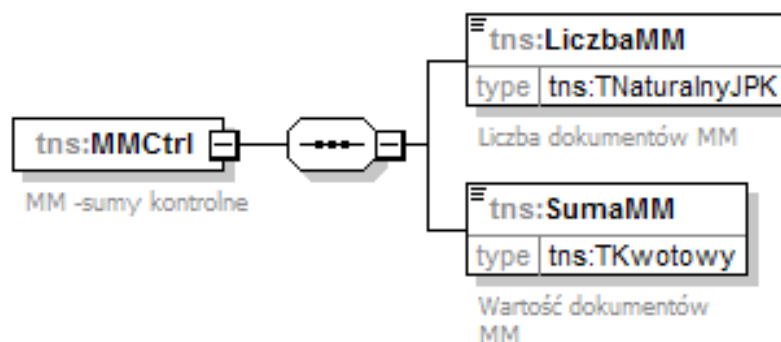 tns:LiczbaMM
type tns:TNaturalnyJPK
Liczba dokumentów MM
tns:MMCtrl
MM -sumy kontrolne
tns:SumaMM
type tns:TKwotowy
Wartość dokumentów
MM